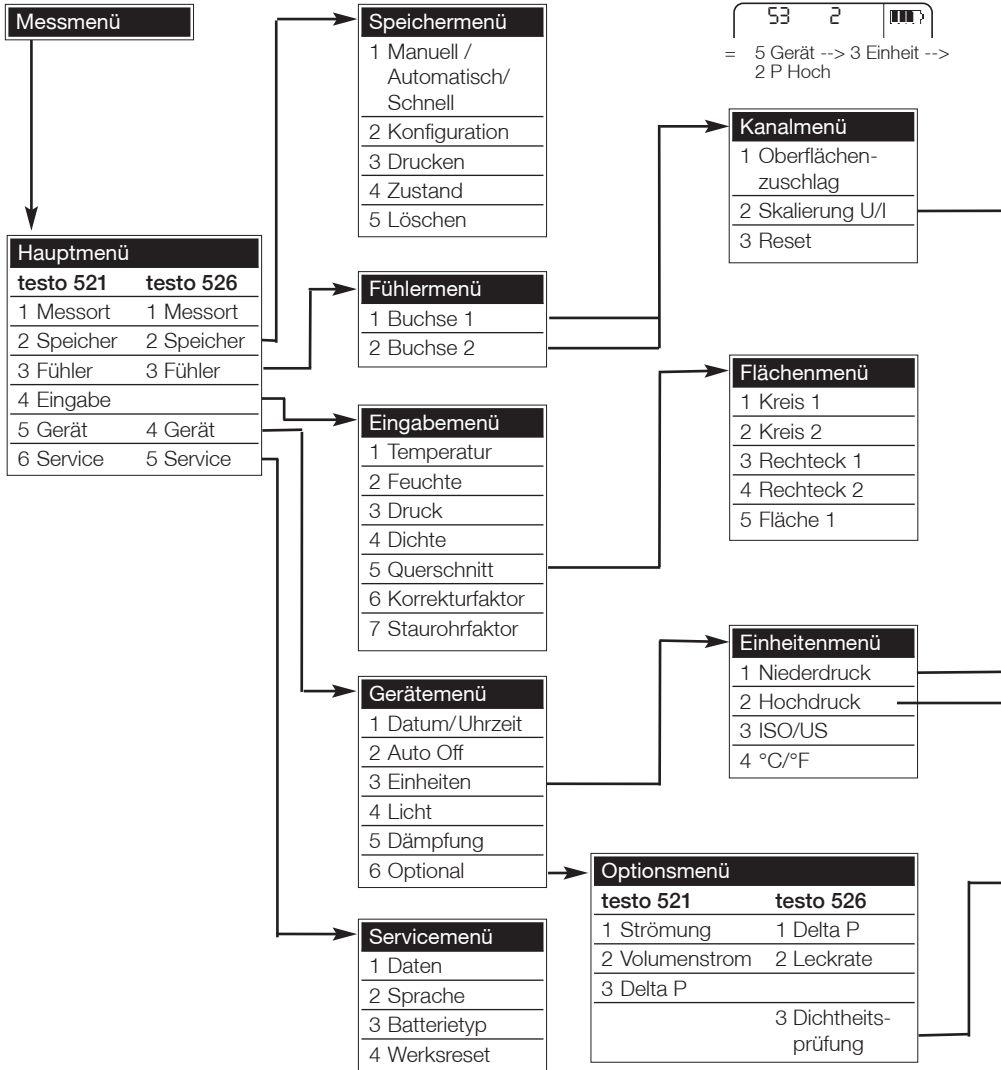 Messmenü
Speichermenü
1 Manuell /
Automatisch/
Schnell
2 Konfiguration
3 Drucken
4 Zustand
5 Löschen
53 2
= 5 Gerät --> 3 Einheit -->
2 P Hoch
Kanalmenü
1 Oberflächen-
zuschlag
2 Skalierung U/I
3 Reset
Hauptmenü
testo 521 testo 526
1 Messort 1 Messort
2 Speicher 2 Speicher
3 Fühler 3 Fühler
4 Eingabe
5 Gerät 4 Gerät
6 Service 5 Service
Fühlermenü
1 Buchse 1
2 Buchse 2
Flächenmenü
1 Kreis 1
2 Kreis 2
3 Rechteck 1
4 Rechteck 2
5 Fläche 1
Eingabemenü
1 Temperatur
2 Feuchte
3 Druck
4 Dichte
5 Querschnitt
6 Korrekturfaktor
7 Staurohrfaktor
Einheitenmenü
1 Niederdruck
2 Hochdruck
3 ISO/US
4 °C/°F
Gerätemenü
1 Datum/Uhrzeit
2 Auto Off
3 Einheiten
4 Licht
5 Dämpfung
6 Optional
Optionsmenü
testo 521 testo 526
1 Strömung 1 Delta P
2 Volumenstrom 2 Leckrate
3 Delta P
3 Dichtheits-
prüfung
Servicemenü
1 Daten
2 Sprache
3 Batterietyp
4 Werksreset